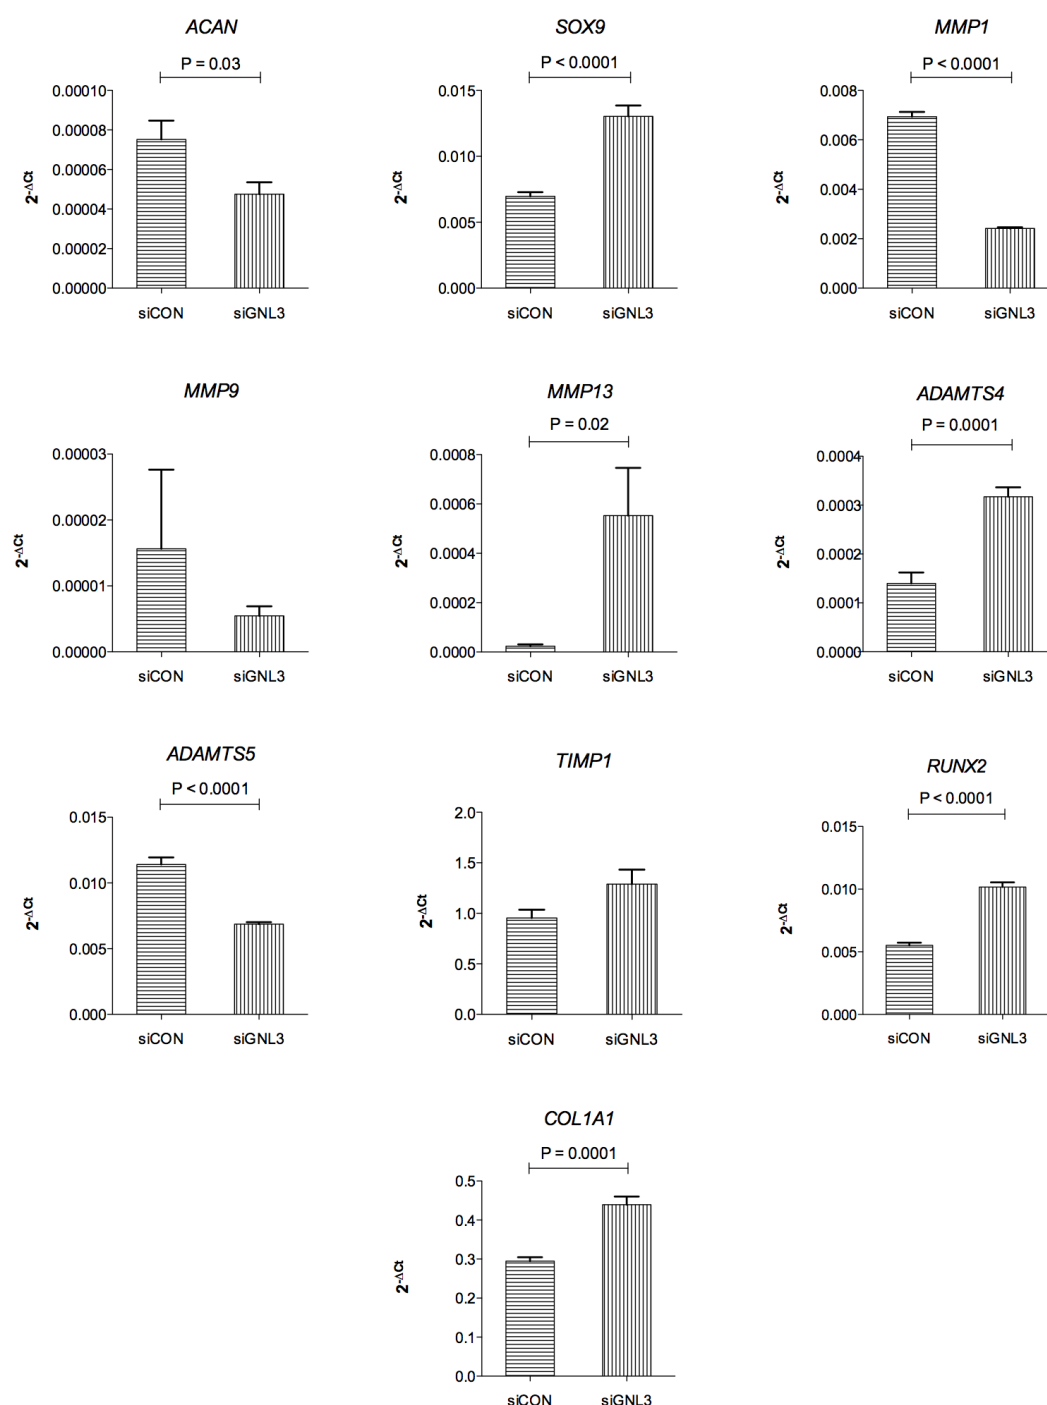 ACAN
P = 0.03
0.00010
0.00008
0.00006
0.00004
0.00002
0.00000
2-ΔCt
siCON siGNL3
SOX9
P < 0.0001
0.015
0.010
0.005
0.000
2-ΔCt
siCON siGNL3
MMP1
P < 0.0001
0.008
0.006
0.004
0.002
0.000
2-ΔCt
siCON siGNL3
MMP9
0.00003
0.00002
0.00001
0.00000
2-ΔCt
siCON siGNL3
MMP13
P = 0.02
0.0008
0.0006
0.0004
0.0002
0.0000
2-ΔCt
siCON siGNL3
ADAMTS4
P = 0.0001
0.0004
0.0003
0.0002
0.0001
0.0000
2-ΔCt
siCON siGNL3
ADAMTS5
P < 0.0001
0.015
0.010
0.005
0.000
2-ΔCt
siCON siGNL3
TIMP1
2.0
1.5
1.0
0.5
0.0
2-ΔCt
siCON siGNL3
RUNX2
P < 0.0001
0.015
0.010
0.005
0.000
2-ΔCt
siCON siGNL3
COL1A1
P = 0.0001
0.5
0.4
0.3
0.2
0.1
0.0
2-ΔCt
siCON siGNL3